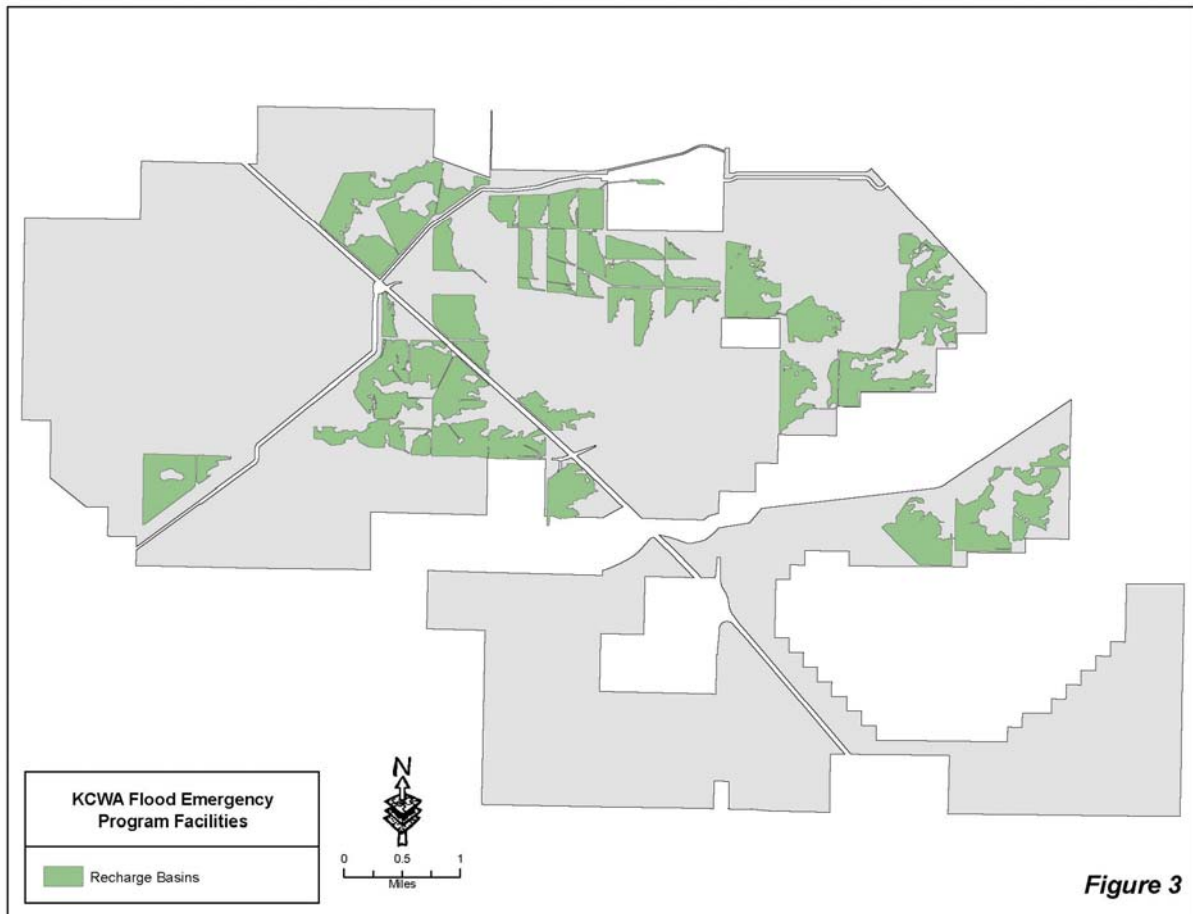 KCWA Flood Emergency
Program Facilities
Recharge Basins
N
0 0.5 1
Miles
Figure 3